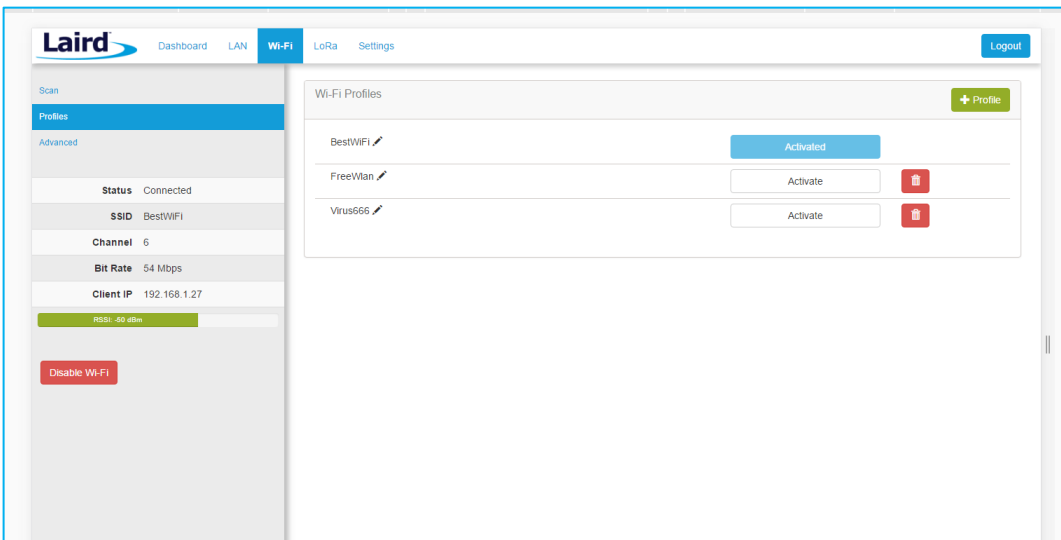 Laird
Dashboard LAN Wi-Fi LoRa Settings Logout
Scan
Profiles
Advanced
Status Connected
SSID BestWiFi
Channel 6
Bit Rate 54 Mbps
Client IP 192.168.1.27
RSSI: -50 dBm
Disable Wi-Fi
Wi-Fi Profiles
+ Profile
BestWiFi Activated
FreeWlan Activate
Virus666 Activate